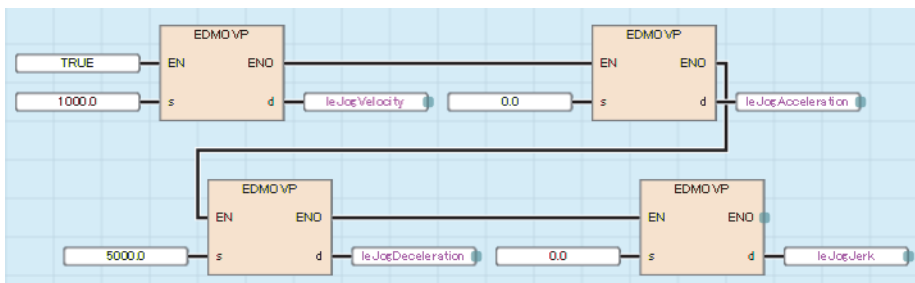 EDMOVP EDMOVP
TRUE EN ENO EN ENO
1000.0 s d leJogVelocity 0.0 s d leJogAcceleration
EDMOVP EDMOVP
EN ENO EN ENO
5000.0 s d leJogDeceleration 0.0 s d leJogJerk